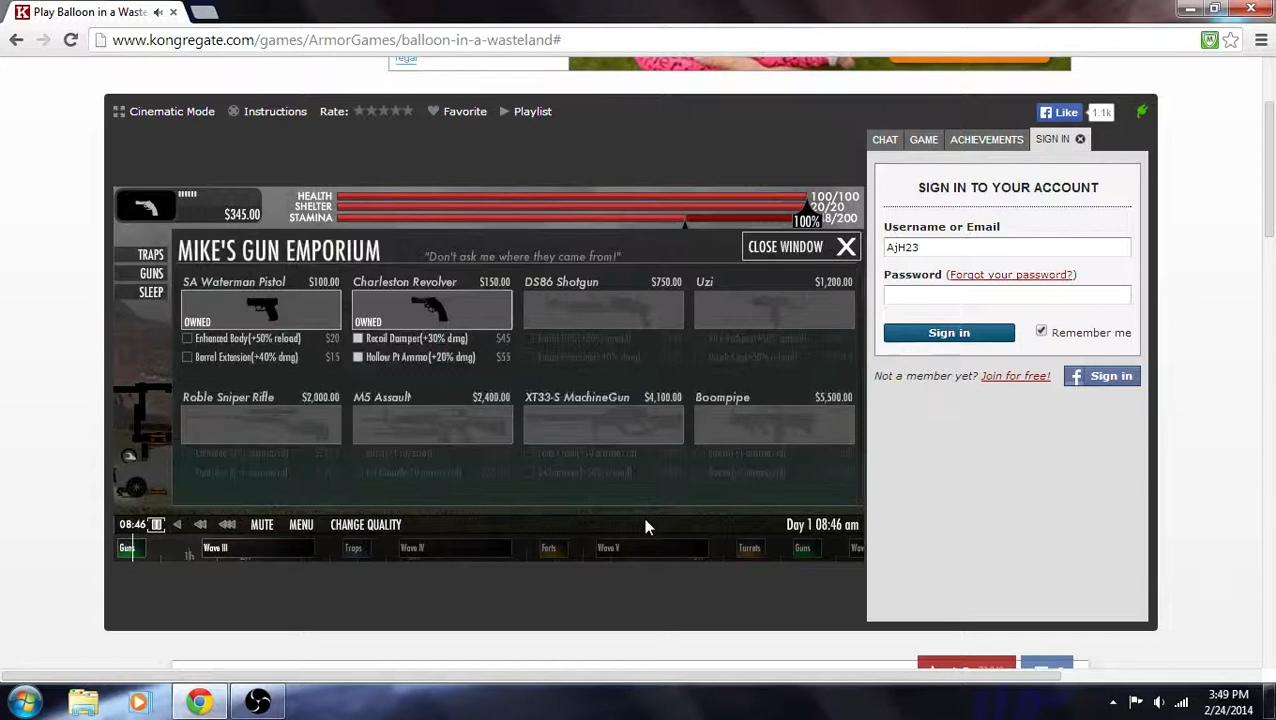 Play Balloon in a Waste
www.kongregate.com/games/ArmorGames/balloon-in-a-wasteland#
regal
Cinematic Mode Instructions Rate: Favorite Playlist
Like 1.1k
CHAT GAME ACHIEVEMENTS SIGN IN
SIGN IN TO YOUR ACCOUNT
Username or Email
AjH23
Password (Forgot your password?)
Sign in Remember me
Not a member yet? Join for free! Sign in
$345.00
HEALTH 100/100
SHELTER 20/20
STAMINA 8/200
100%
TRAPS
GUNS
SLEEP
MIKE'S GUN EMPORIUM "Don't ask me where they came from!" CLOSE WINDOW X
SA Waterman Pistol $100.00 Charleston Revolver $150.00 DS86 Shotgun $750.00 Uzi $1,200.00
OWNED OWNED
Enhanced Body(+50% reload) $20 Recoil Damper(+30% dmg) $45
Barrel Extension(+40% dmg) $15 Hollow Pt Ammo(+20% dmg) $55
Roble Sniper Rifle $2,000.00 M5 Assault $2,400.00 XT33-S MachineGun $4,100.00 Boompipe $5,500.00
08:46 MUTE MENU CHANGE QUALITY Day 1 08:46 am
Guns 1h Wave III Traps Wave IV Forts Wave V Turrets Guns Wav
3:49 PM
2/24/2014